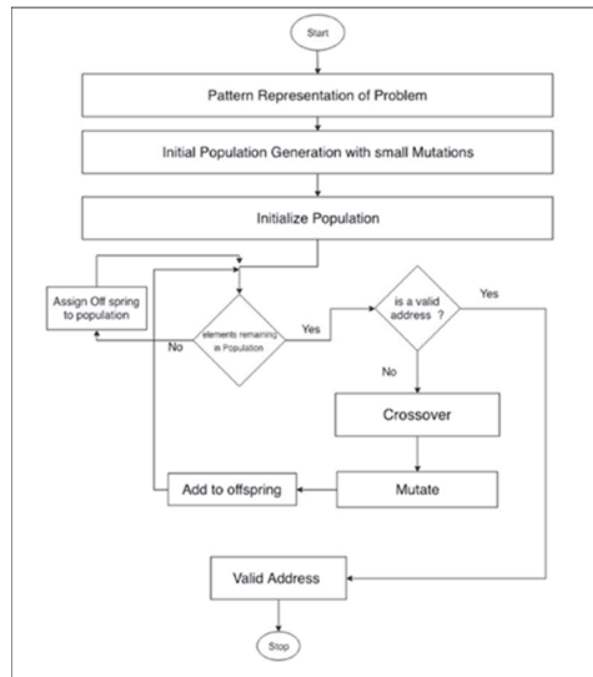 Start
Pattern Representation of Problem
Initial Population Generation with small Mutations
Initialize Population
Assign Off spring
to population
elements remaining
in Population
No
Yes
is a valid
address ?
Yes
No
Crossover
Mutate
Add to offspring
Valid Address
Stop